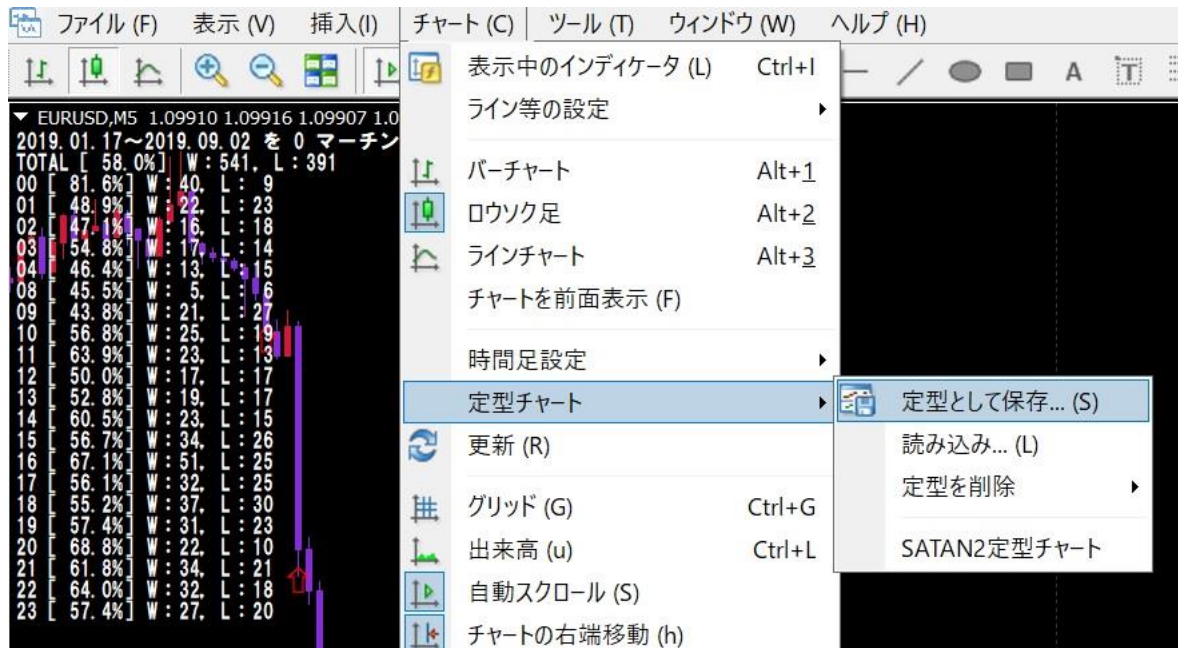 ファイル (F) 表示 (V) 挿入(I) チャート (C) ツール (T) ウィンドウ (W) ヘルプ (H)
A T
EURUSD,M5 1.09910 1.09916 1.09907 1.0
2019.01.17～2019.09.02 を 0 マーチン
TOTAL [ 58.0%] W:541, L:391
00 [ 81.6%] W:40, L: 9
01 [ 48.9%] W:22, L:23
02 [ 47.1%] W:16, L:18
03 [ 54.8%] W:17, L:14
04 [ 46.4%] W:13, L:15
08 [ 45.5%] W: 5, L: 6
09 [ 43.8%] W:21, L:27
10 [ 56.8%] W:25, L:19
11 [ 63.9%] W:23, L:13
12 [ 50.0%] W:17, L:17
13 [ 52.8%] W:19, L:17
14 [ 60.5%] W:23, L:15
15 [ 56.7%] W:34, L:26
16 [ 67.1%] W:51, L:25
17 [ 56.1%] W:32, L:25
18 [ 55.2%] W:37, L:30
19 [ 57.4%] W:31, L:23
20 [ 68.8%] W:22, L:10
21 [ 61.8%] W:34, L:21
22 [ 64.0%] W:32, L:18
23 [ 57.4%] W:27, L:20
表示中のインディケータ (L) Ctrl+I
ライン等の設定
バーチャート Alt+1
ロウソク足 Alt+2
ラインチャート Alt+3
チャートを前面表示 (F)
時間足設定
定型チャート
更新 (R)
グリッド (G) Ctrl+G
出来高 (u) Ctrl+L
自動スクロール (S)
チャートの右端移動 (h)
定型として保存... (S)
読み込み... (L)
定型を削除
SATAN2定型チャート